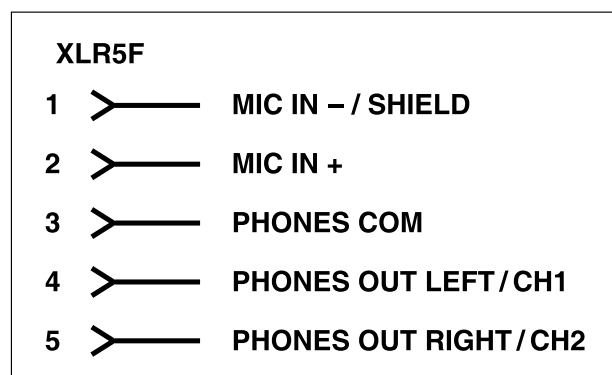 XLR5F
1 MIC IN – / SHIELD
2 MIC IN +
3 PHONES COM
4 PHONES OUT LEFT / CH1
5 PHONES OUT RIGHT / CH2